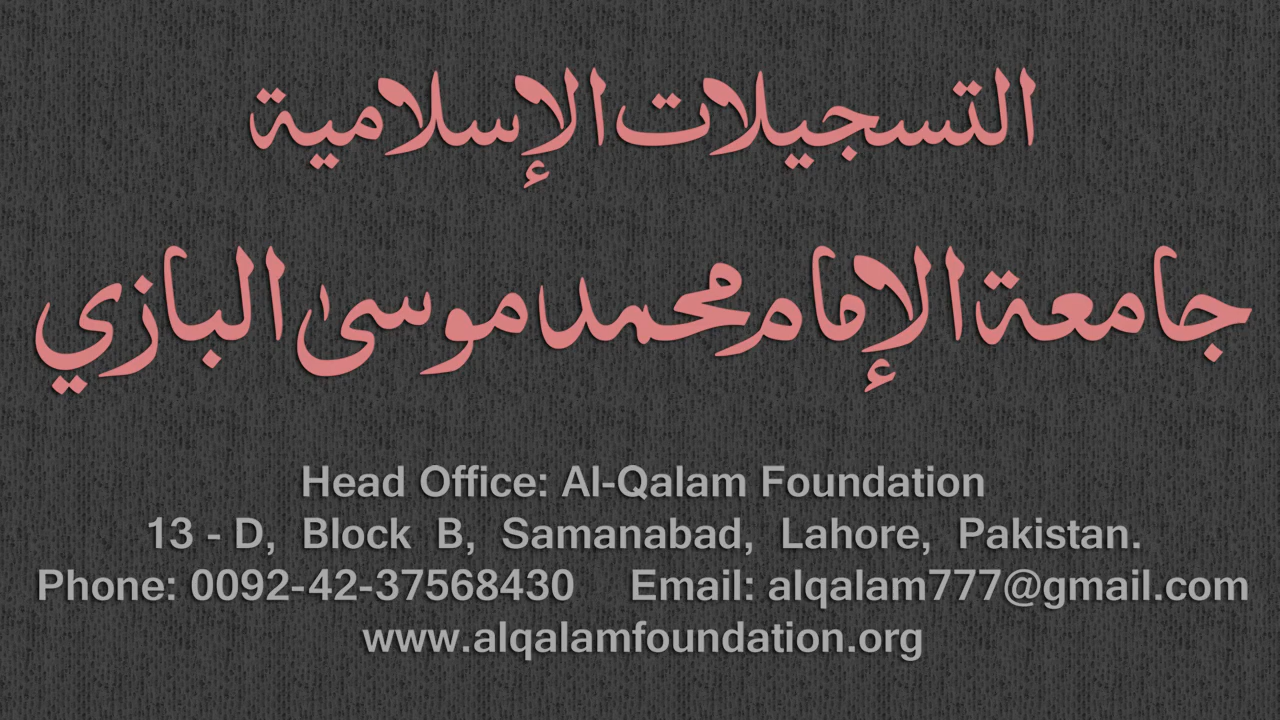 التسجيلات الإسلامية
جامعة الإمام محمد موسىٰ البازي
Head Office: Al-Qalam Foundation
13 - D, Block B, Samanabad, Lahore, Pakistan.
Phone: 0092-42-37568430 Email: alqalam777@gmail.com
www.alqalamfoundation.org